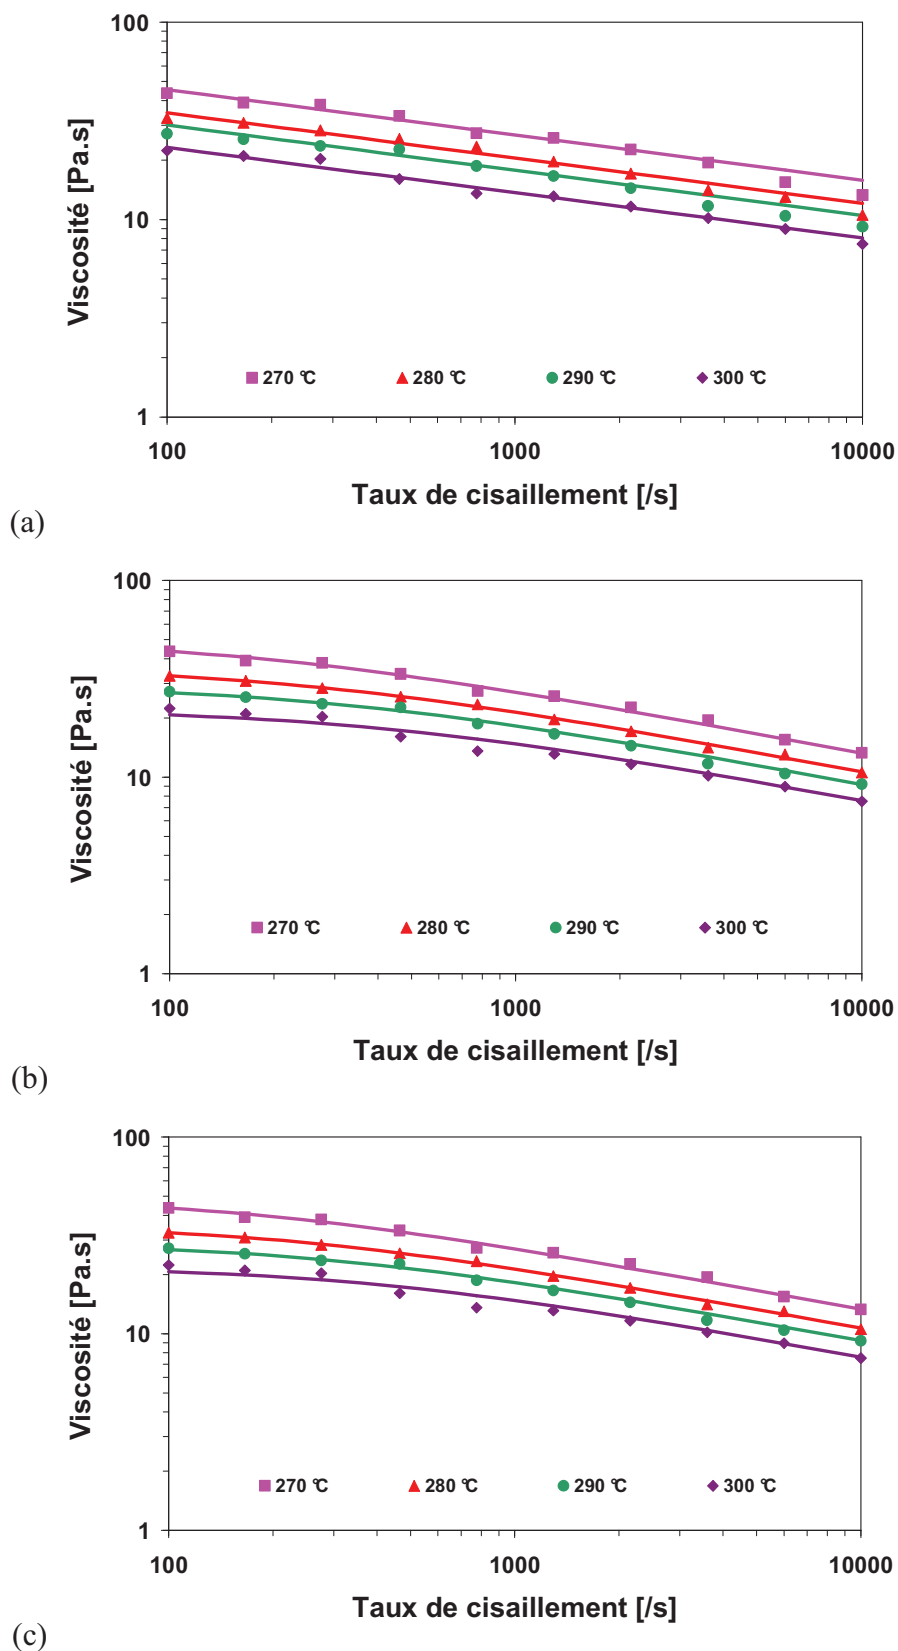 100
10
1
Viscosité [Pa.s]
270 °C 280 °C 290 °C 300 °C
100 1000 10000
Taux de cisaillement [/s]
(a)
100
10
1
Viscosité [Pa.s]
270 °C 280 °C 290 °C 300 °C
100 1000 10000
Taux de cisaillement [/s]
(b)
100
10
1
Viscosité [Pa.s]
270 °C 280 °C 290 °C 300 °C
100 1000 10000
Taux de cisaillement [/s]
(c)